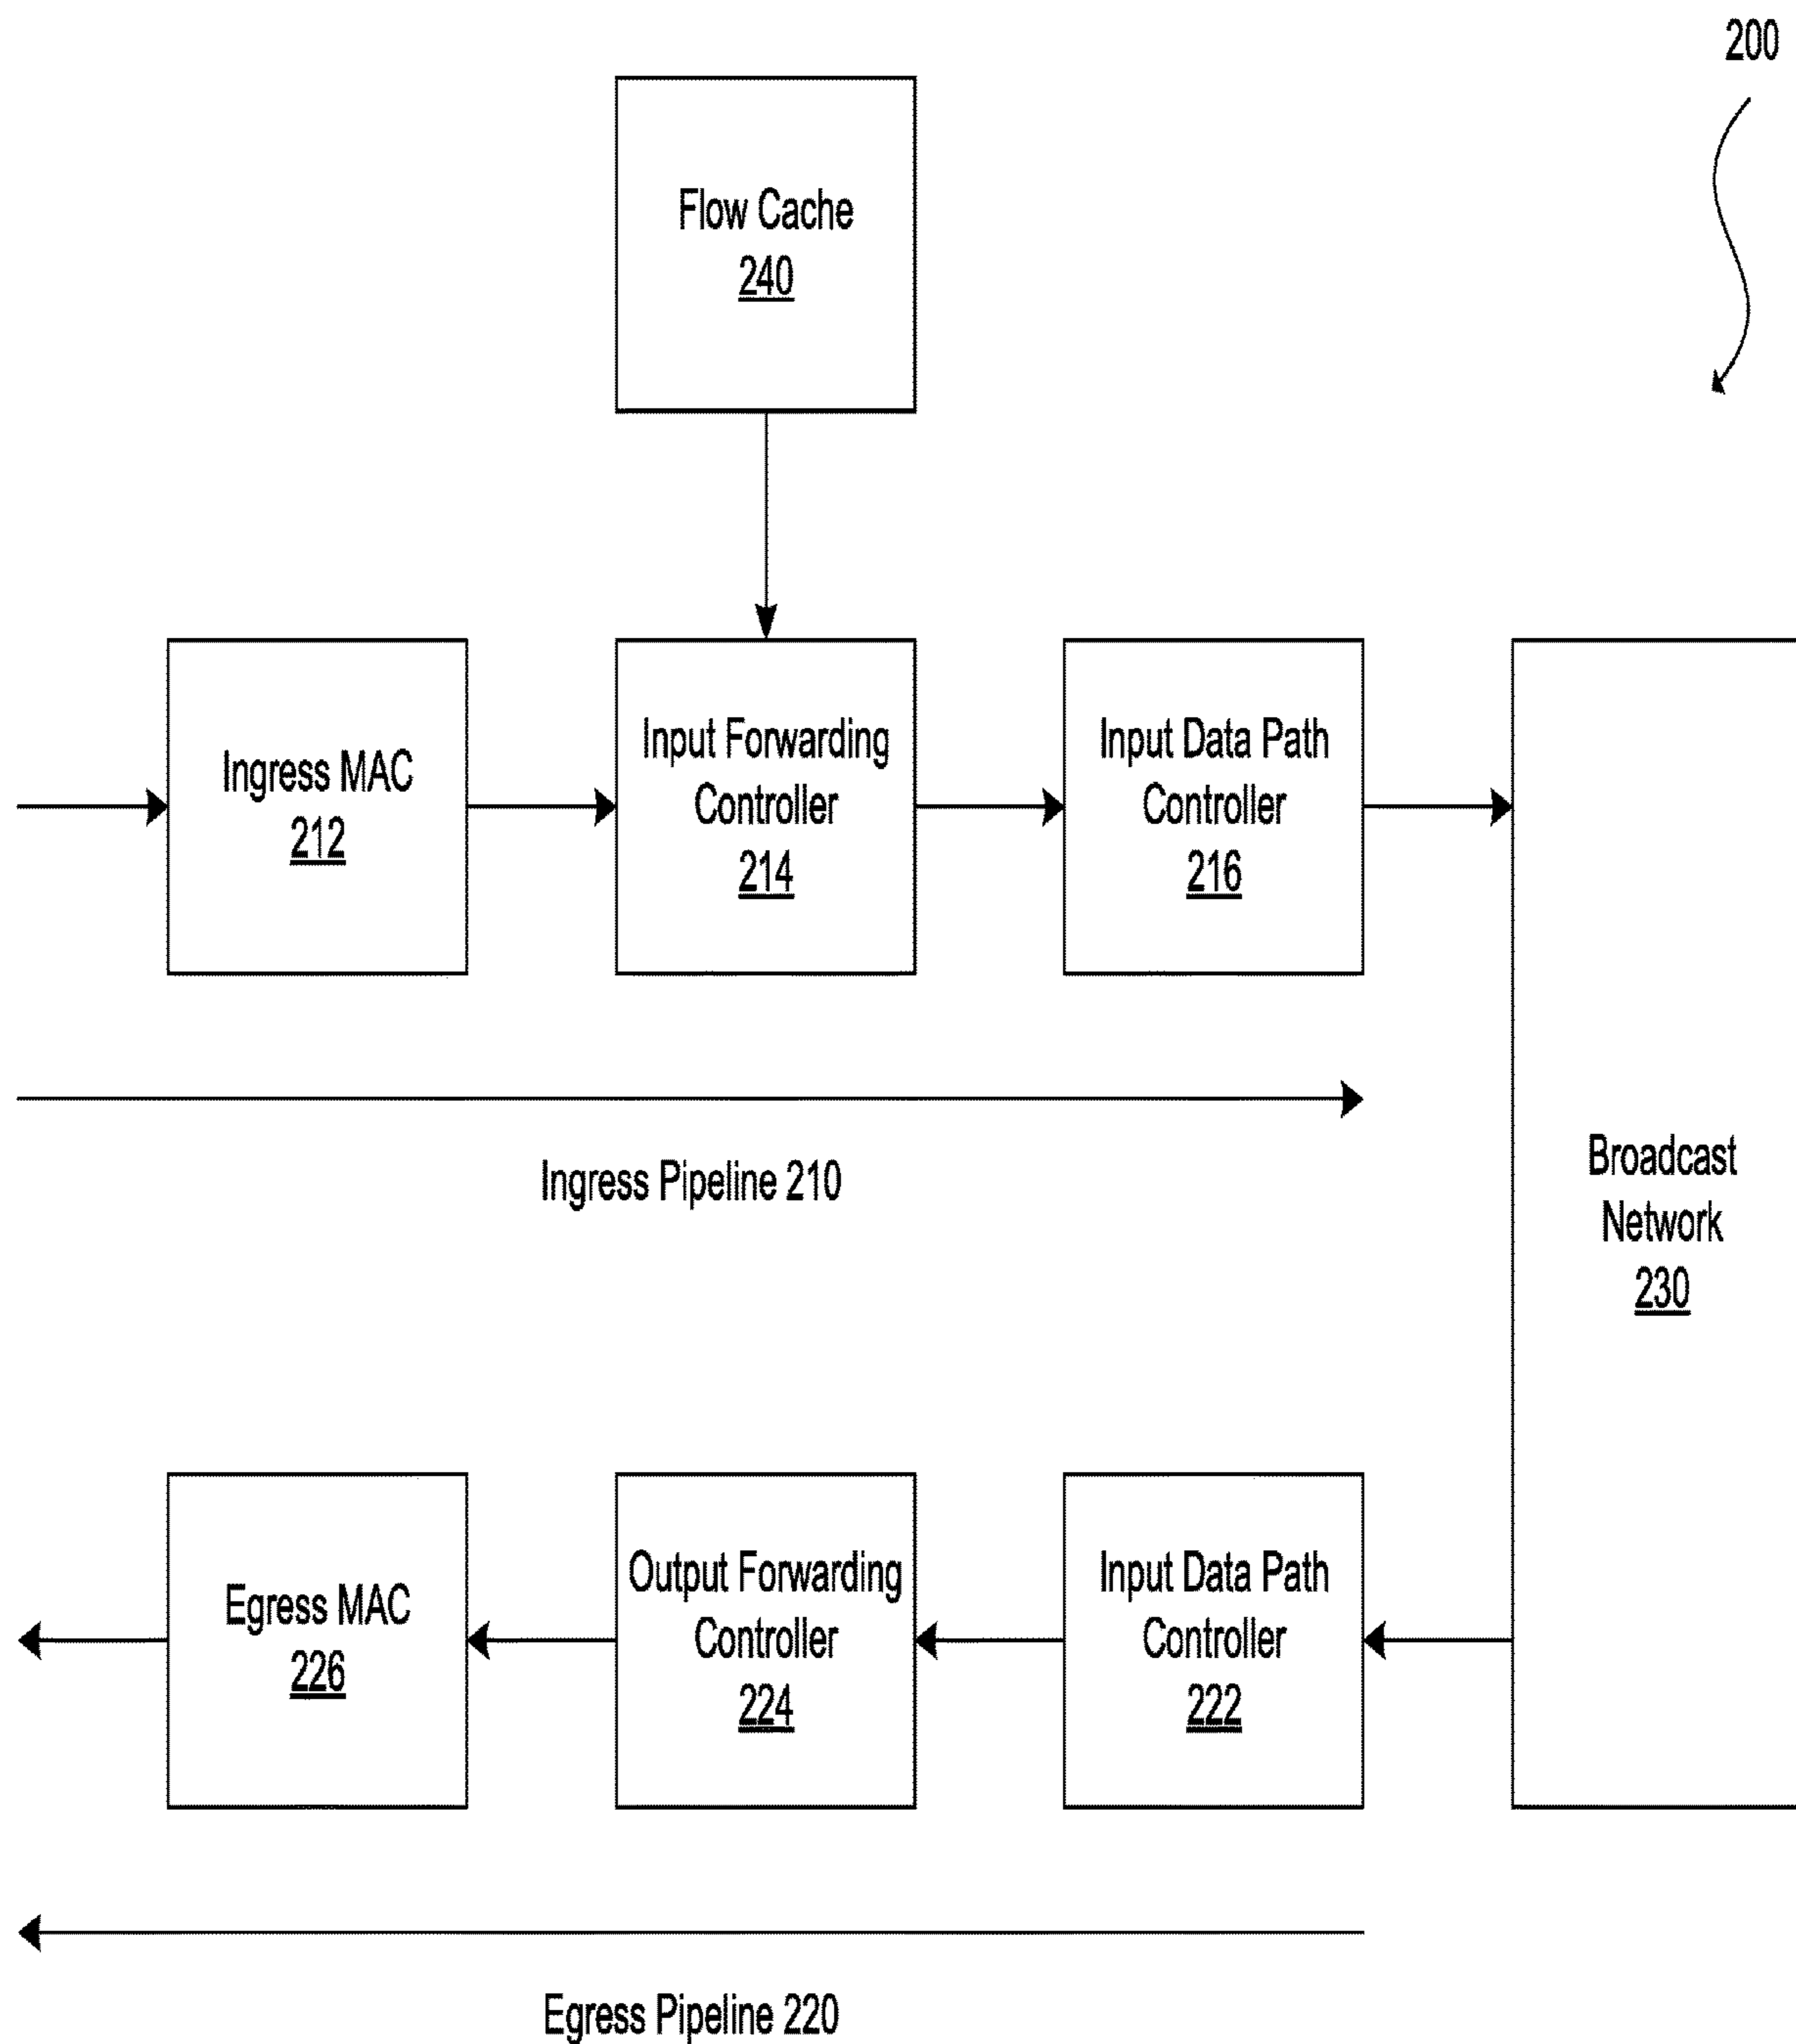 200
Flow Cache
240
Ingress MAC
212
Input Forwarding
Controller
214
Input Data Path
Controller
216
Ingress Pipeline 210
Broadcast
Network
230
Egress MAC
226
Output Forwarding
Controller
224
Input Data Path
Controller
222
Egress Pipeline 220